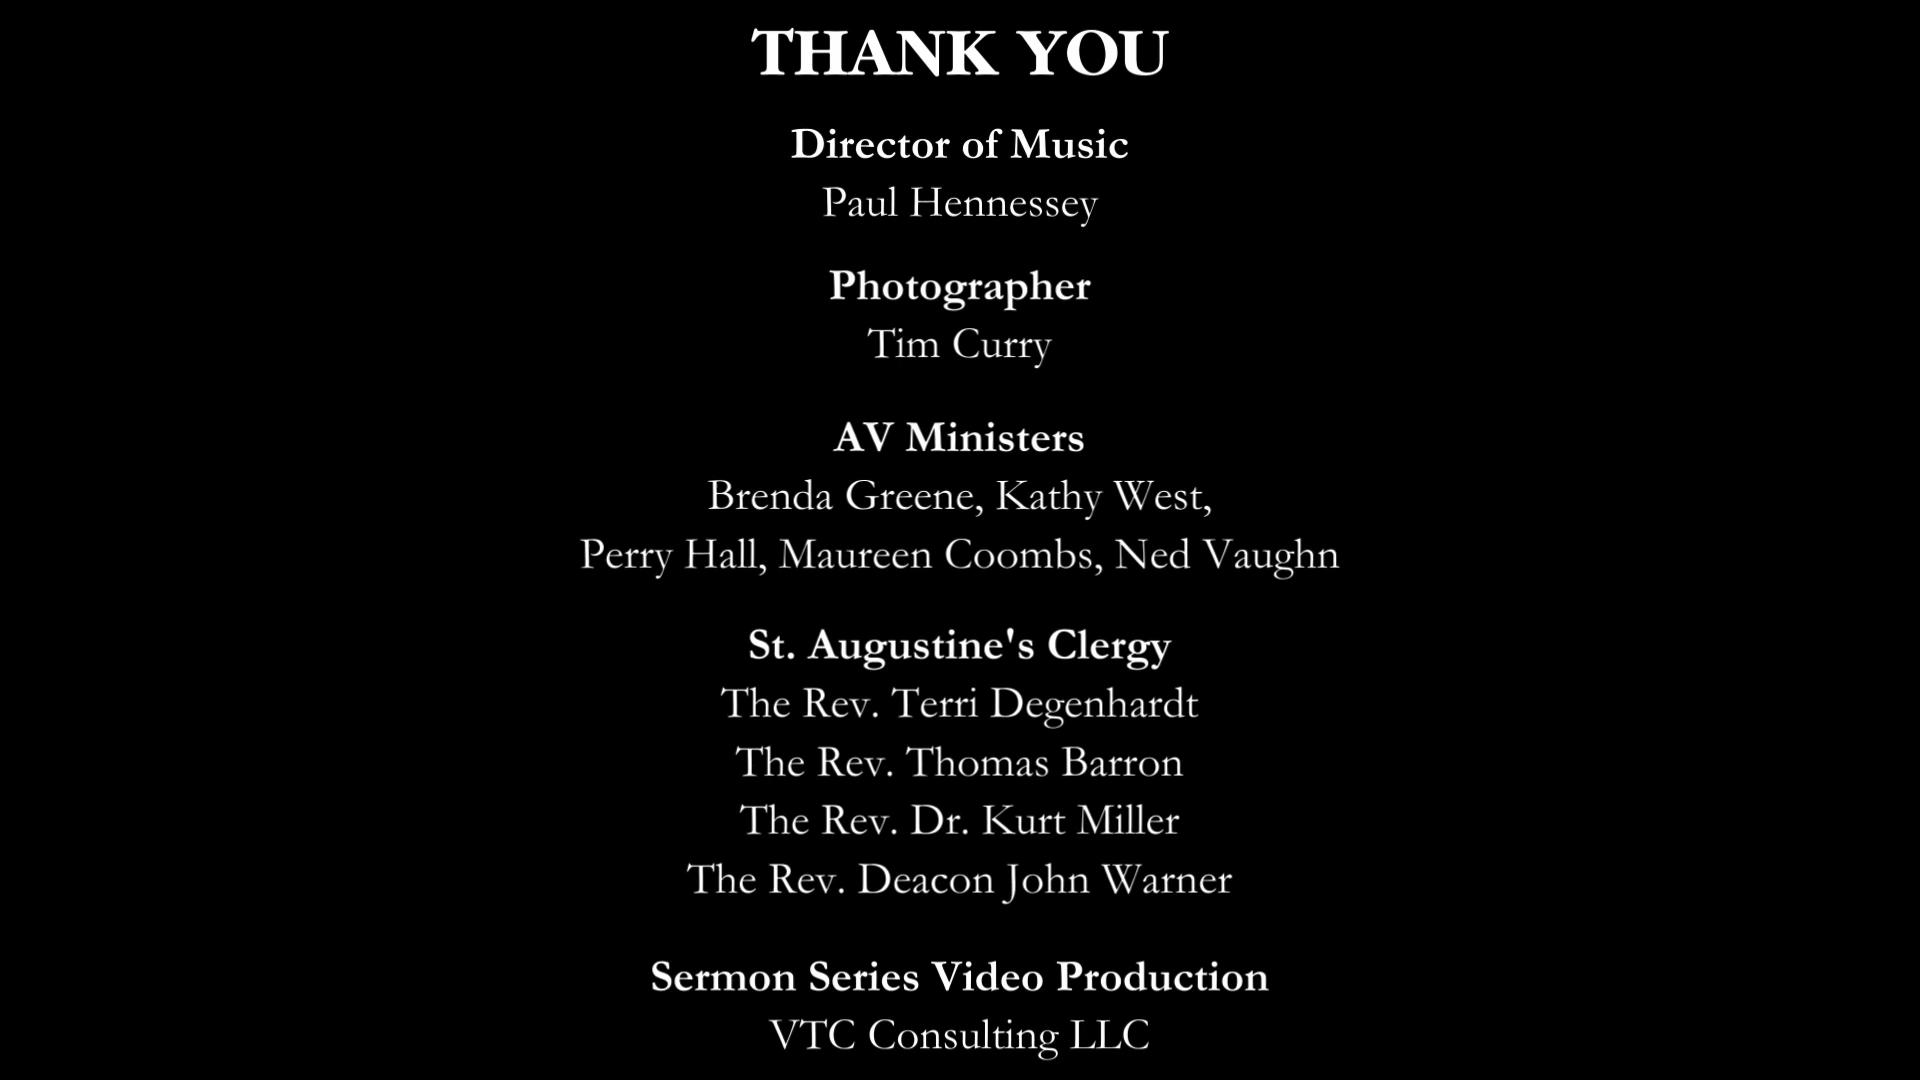 THANK YOU
Director of Music
Paul Hennessey
Photographer
Tim Curry
AV Ministers
Brenda Greene, Kathy West,
Perry Hall, Maureen Coombs, Ned Vaughn
St. Augustine's Clergy
The Rev. Terri Degenhardt
The Rev. Thomas Barron
The Rev. Dr. Kurt Miller
The Rev. Deacon John Warner
Sermon Series Video Production
VTC Consulting LLC